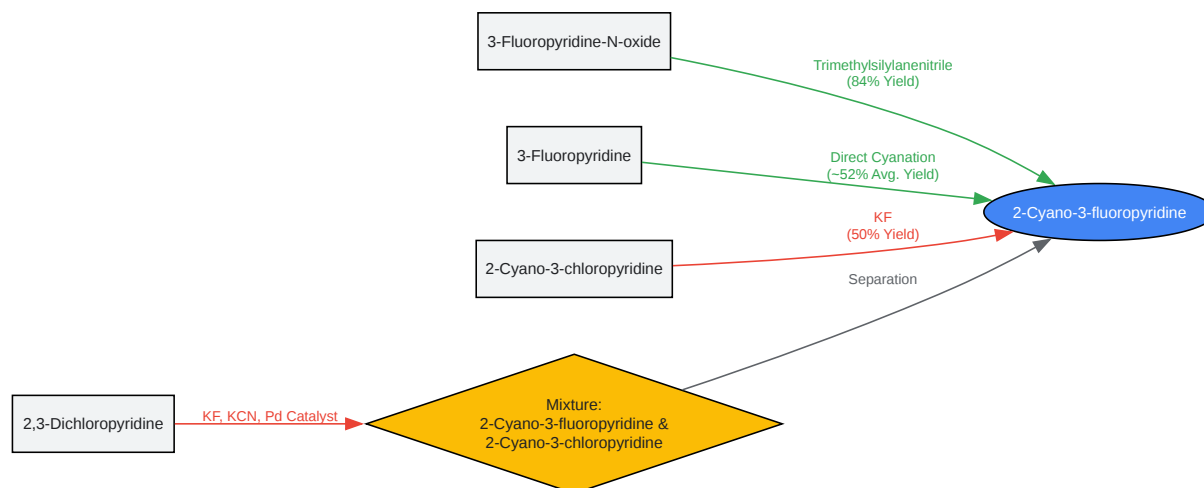 3-Fluoropyridine-N-oxide
Trimethylsilylanenitrile
(84% Yield)
3-Fluoropyridine
Direct Cyanation
(~52% Avg. Yield)
2-Cyano-3-fluoropyridine
KF
(50% Yield)
2-Cyano-3-chloropyridine
Separation
2,3-Dichloropyridine
KF, KCN, Pd Catalyst
Mixture:
2-Cyano-3-fluoropyridine &
2-Cyano-3-chloropyridine